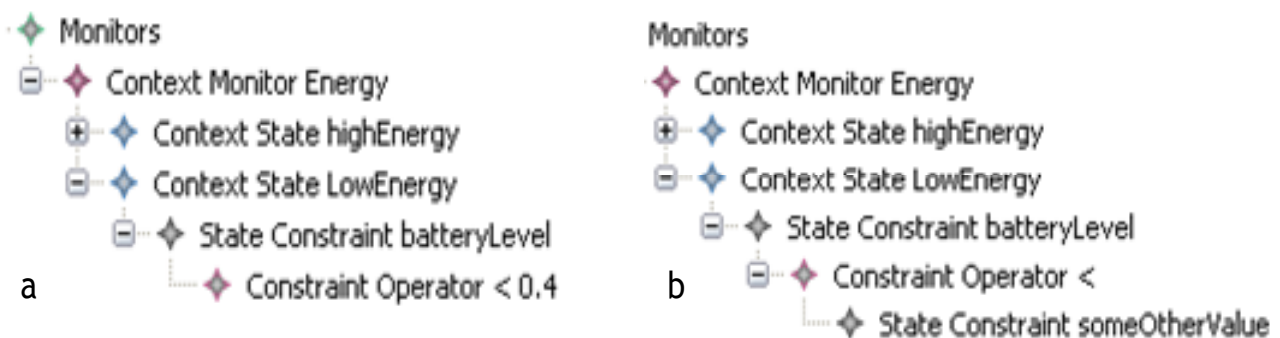 Monitors
Context Monitor Energy
Context State highEnergy
Context State LowEnergy
State Constraint batteryLevel
Constraint Operator < 0.4
a
Monitors
Context Monitor Energy
Context State highEnergy
Context State LowEnergy
State Constraint batteryLevel
Constraint Operator <
State Constraint someOtherValue
b